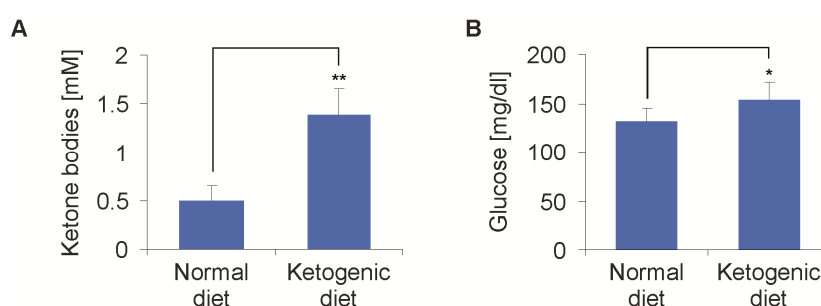 A
Ketone bodies [mM]
2
1.5
1
0.5
0
**
Normal
diet
Ketogenic
diet
B
Glucose [mg/dl]
200
150
100
50
0
*
Normal
diet
Ketogenic
diet